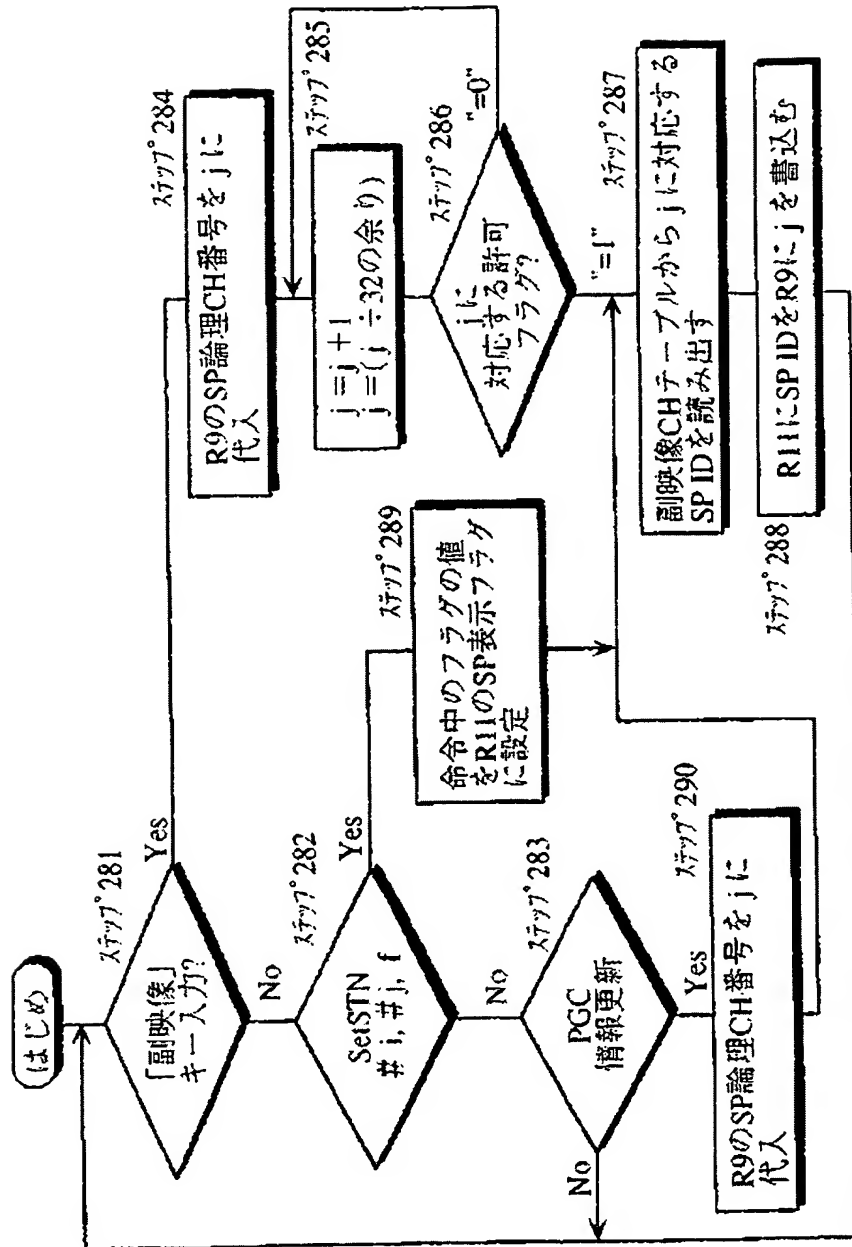 はじめ
ステップ281
「副映像」
キー入力?
Yes
No
ステップ282
SetSTN
#i, #j, f
Yes
No
ステップ283
PGC
情報更新
No
Yes
ステップ290
R9のSP論理CH番号をjに
代入
ステップ289
命令中のフラグの値
をR11のSP表示フラグ
に設定
ステップ284
R9のSP論理CH番号をjに
代入
ステップ285
j=j+1
j=(j÷32の余り)
ステップ286
jに
対応する許可
フラグ?
"=0"
"=1"
ステップ287
副映像CHテーブルからjに対応する
SP IDを読み出す
ステップ288
R11にSP IDをR9にjを書込む